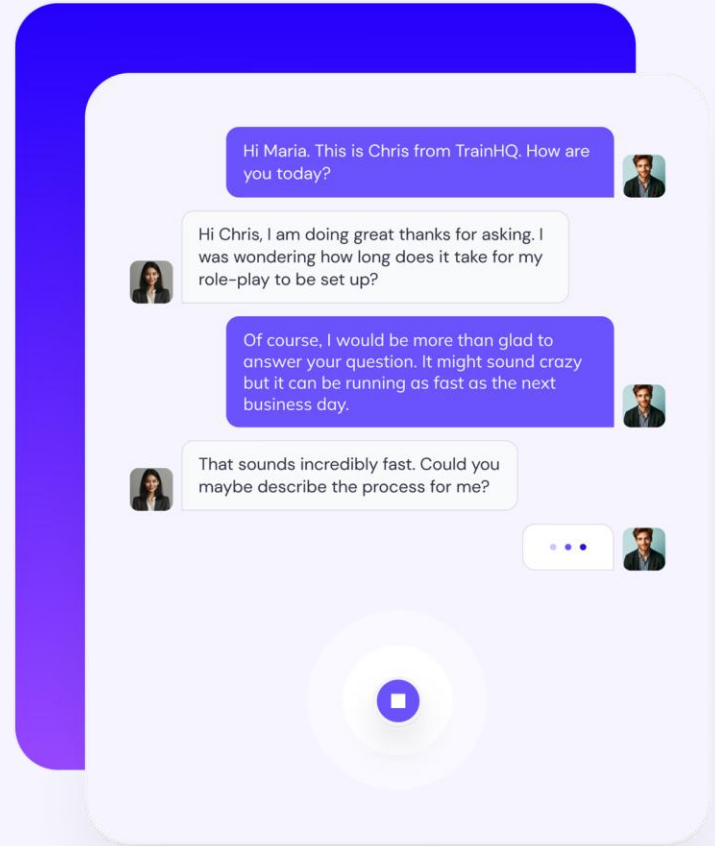 Hi Maria. This is Chris from TrainHQ. How are
you today?
Hi Chris, I am doing great thanks for asking. I
was wondering how long does it take for my
role-play to be set up?
Of course, I would be more than glad to
answer your question. It might sound crazy
but it can be running as fast as the next
business day.
That sounds incredibly fast. Could you
maybe describe the process for me?